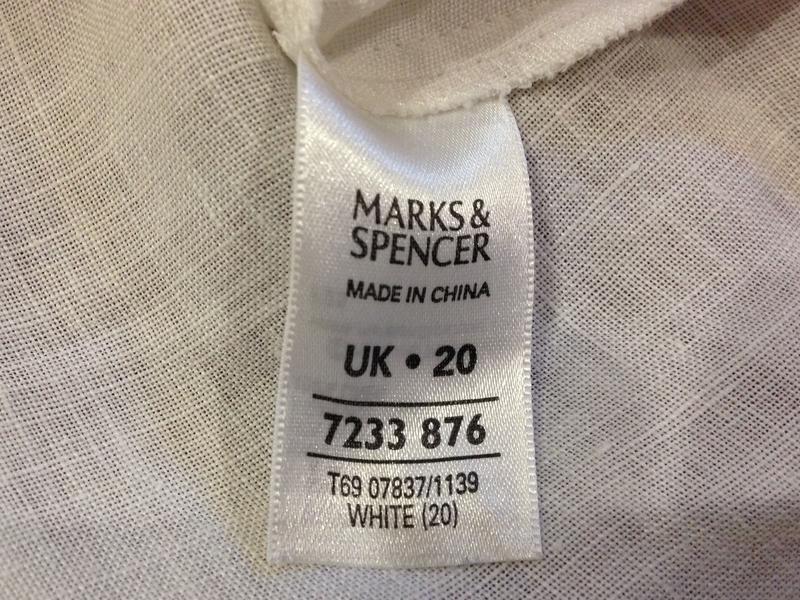 MARKS &
SPENCER
MADE IN CHINA
UK • 20
7233 876
T69 07837/1139
WHITE (20)